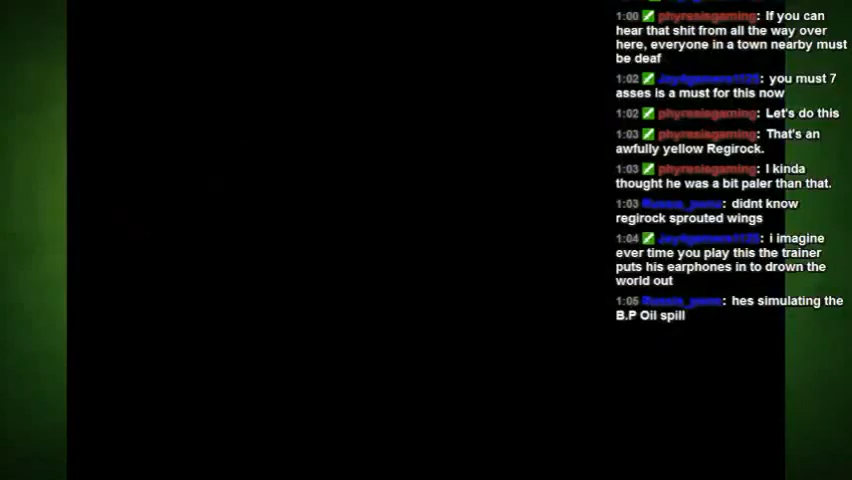 1:00 phyresisgaming: If you can
hear that shit from all the way over
here, everyone in a town nearby must
be deaf
1:02 : you must 7
asses is a must for this now
1:02 phyresisgaming: Let's do this
1:03 phyresisgaming: That's an
awfully yellow Regirock.
1:03 phyresisgaming: I kinda
thought he was a bit paler than that.
1:03 : didnt know
regirock sprouted wings
1:04 : i imagine
ever time you play this the trainer
puts his earphones in to drown the
world out
1:05 : hes simulating the
B.P Oil spill